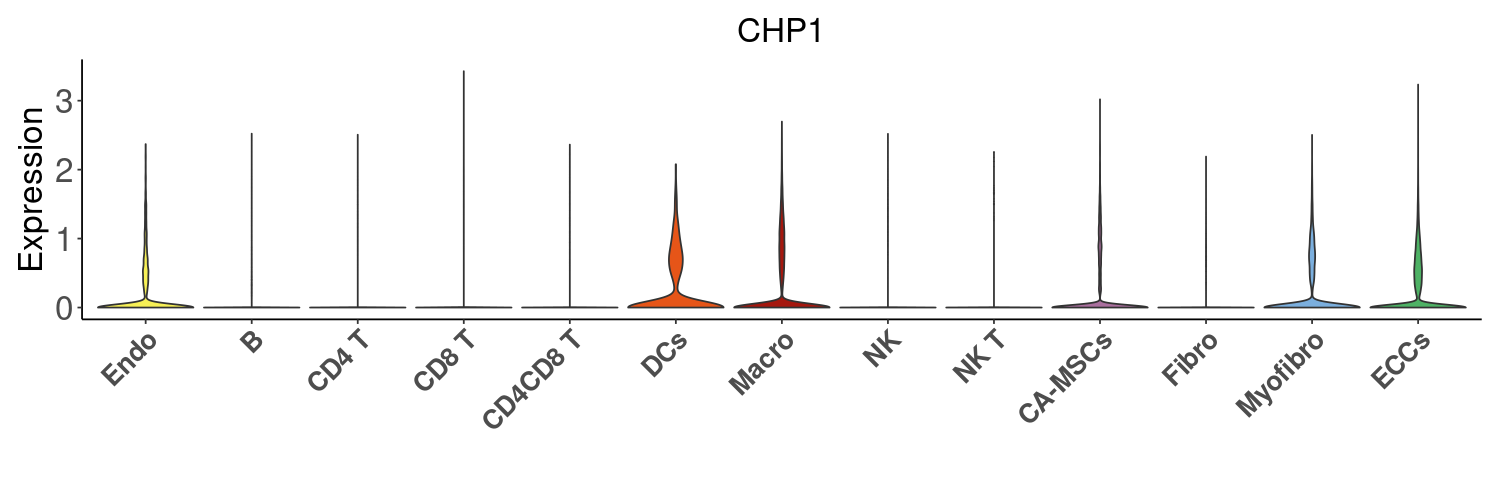 CHP1
Expression
3
2
1
0
Endo
B
CD4 T
CD8 T
CD4CD8 T
DCs
Macro
NK
NK T
CA-MSCs
Fibro
Myofibro
ECCs